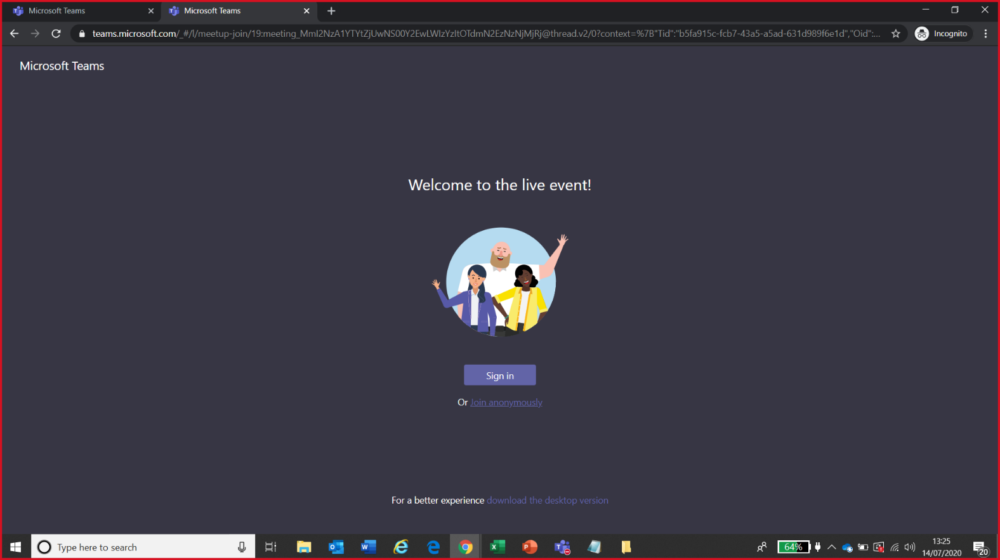 Microsoft Teams
Microsoft Teams
teams.microsoft.com/_#/l/meetup-join/19:meeting_MmI2NzA1YTYtZjUwNS00Y2EwLWIzYzItOTdmN2EzNzNjMjRj@thread.v2/0?context=%7B"Tid":"b5fa915c-fcb7-43a5-a5ad-631d989f6e1d","Oid":...
Incognito
Microsoft Teams
Welcome to the live event!
Sign in
Or Join anonymously
For a better experience download the desktop version
Type here to search
64%
13:25
14/07/2020
20